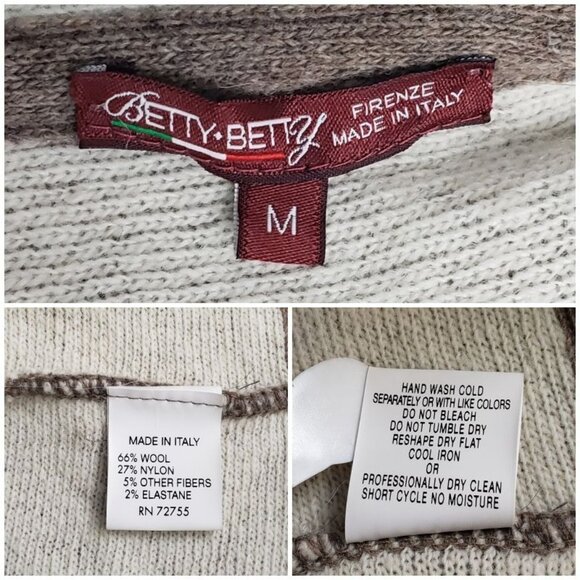 BETTY+BETTY
FIRENZE
MADE IN ITALY
M
MADE IN ITALY
66% WOOL
27% NYLON
5% OTHER FIBERS
2% ELASTANE
RN 72755
HAND WASH COLD
SEPARATELY OR WITH LIKE COLORS
DO NOT BLEACH
DO NOT TUMBLE DRY
RESHAPE DRY FLAT
COOL IRON
OR
PROFESSIONALLY DRY CLEAN
SHORT CYCLE NO MOISTURE